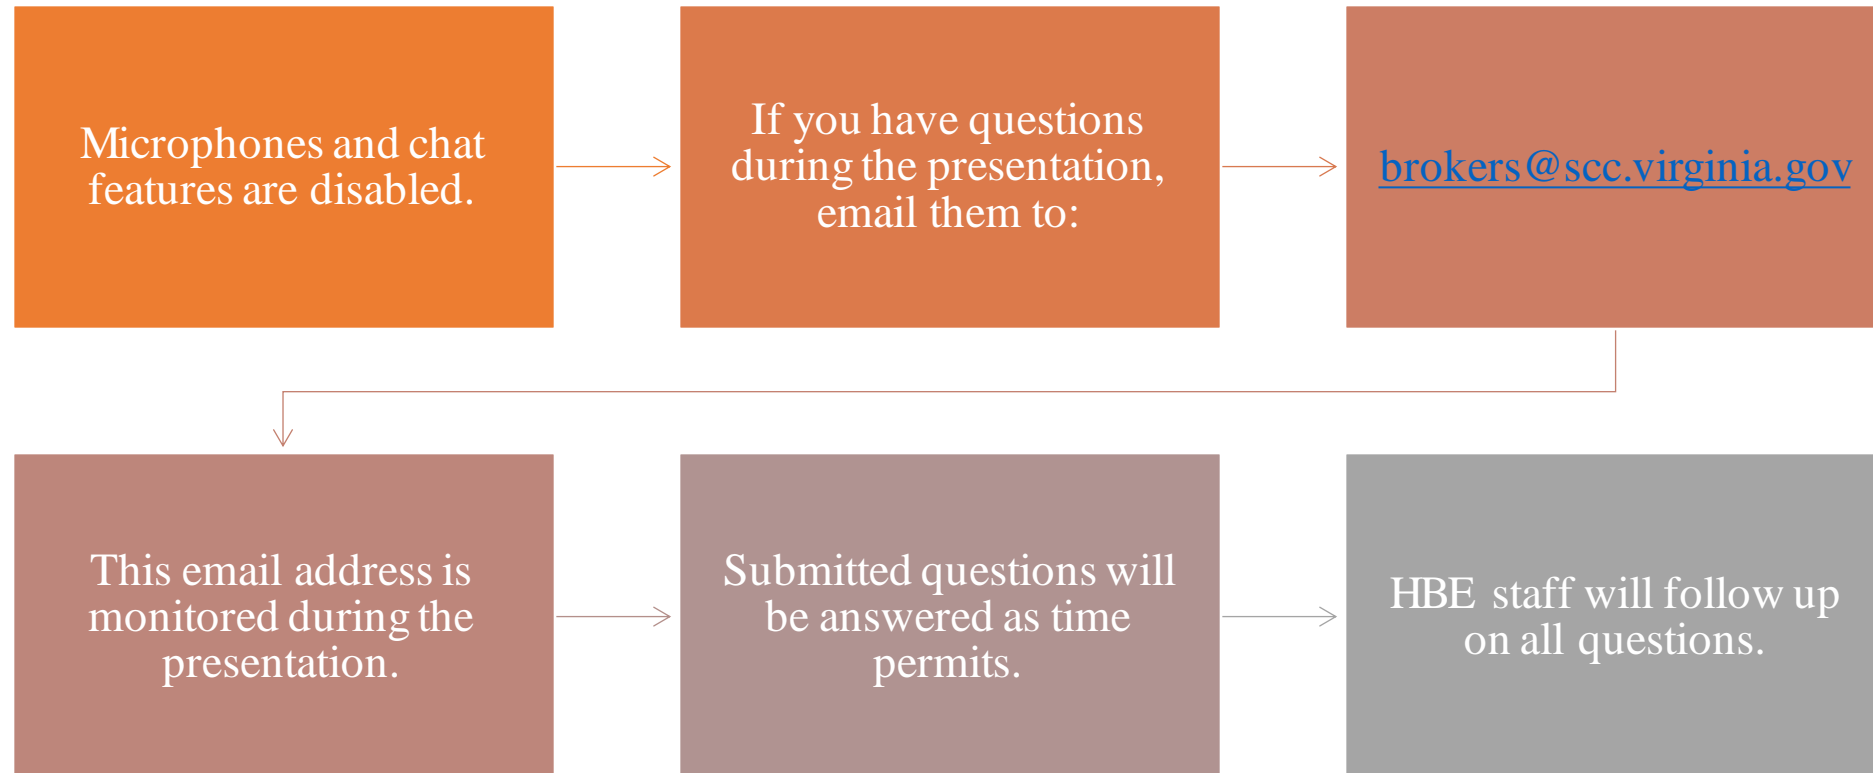 Microphones and chat
features are disabled.
If you have questions
during the presentation,
email them to:
brokers@scc.virginia.gov
This email address is
monitored during the
presentation.
Submitted questions will
be answered as time
permits.
HBE staff will follow up
on all questions.